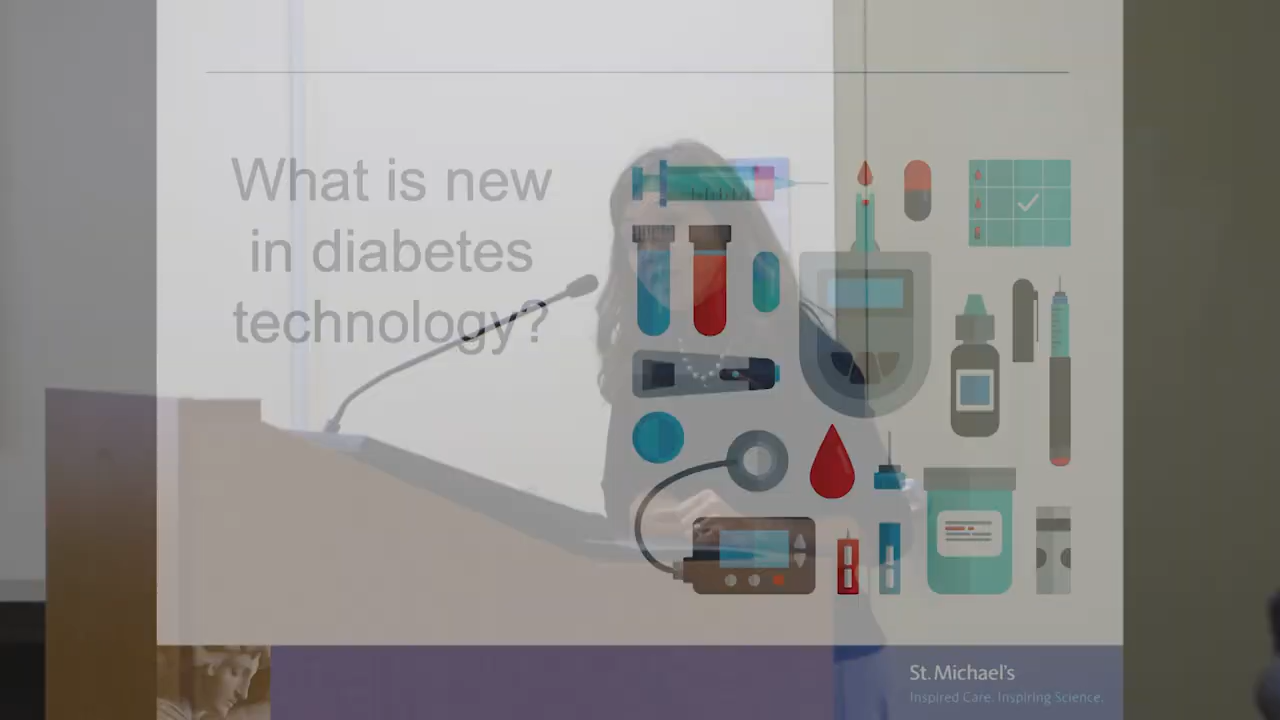 What is new
in diabetes
technology?
St. Michael's
Inspired Care. Inspiring Science.